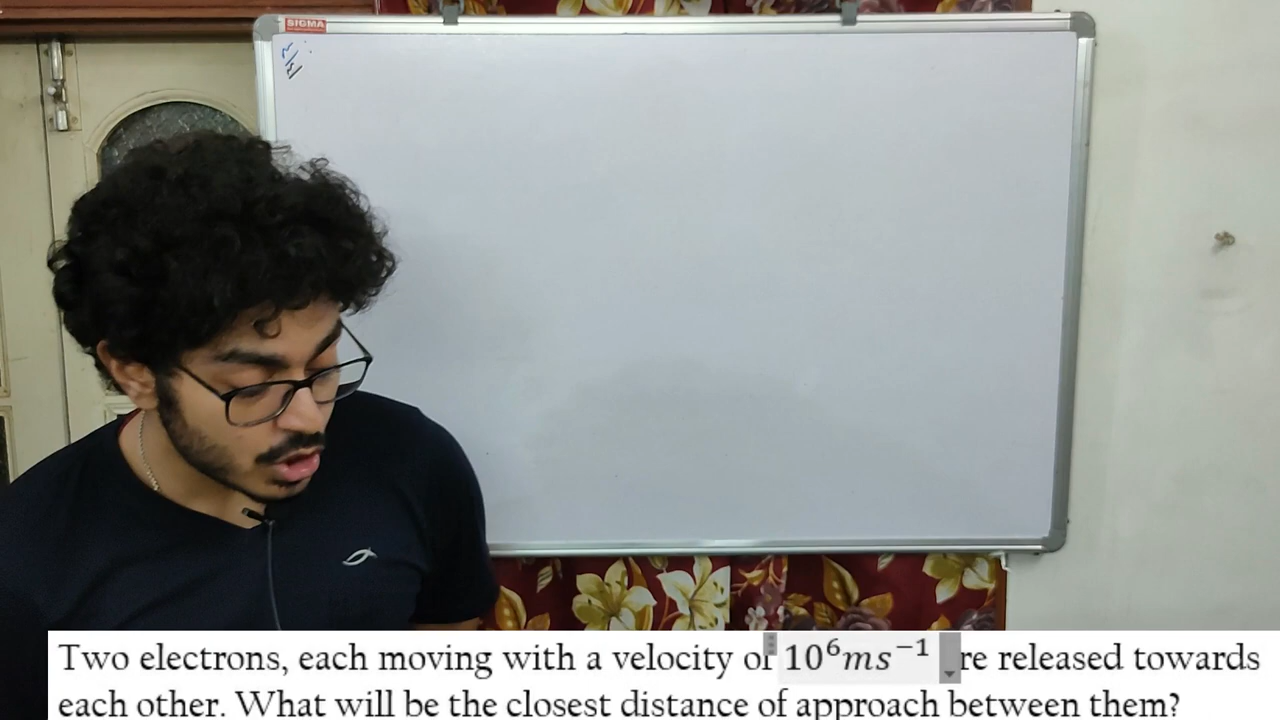 SIGMA
Two electrons, each moving with a velocity of 10⁶ms⁻¹ re released towards
each other. What will be the closest distance of approach between them?